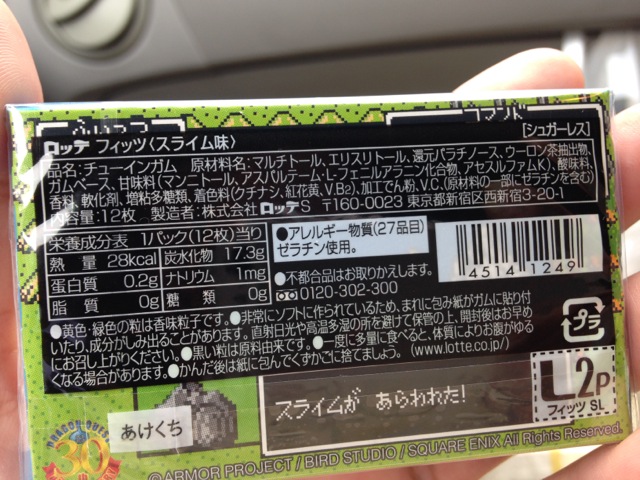 コマンド
ロッテ フィッツ〈スライム味〉 [シュガーレス]
品名:チューインガム 原材料名:マルチトール、エリスリトール、還元パラチノース、ウーロン茶抽出物、
ガムベース、甘味料(マンニトール、アスパルテーム・L-フェニルアラニン化合物、アセスルファムK)、酸味料、
香料、軟化剤、増粘多糖類、着色料(クチナシ、紅花黄、V.B2)、加工でん粉、V.C、(原材料の一部にゼラチンを含む)
内容量:12枚 製造者:株式会社ロッテS 〒160-0023 東京都新宿区西新宿3-20-1
栄養成分表 1パック(12枚)当り
熱量 28kcal 炭水化物 17.3g
蛋白質 0.2g ナトリウム 1mg
脂質 0g 糖類 0g
●アレルギー物質(27品目)
ゼラチン使用。
●不都合品はお取りかえします。
0120-302-300
4514 1249
●黄色・緑色の粒は香味粒子です。●非常にソフトに作られているため、まれに包み紙がガムに貼り付
いたり、成分がしみ出ることがあります。直射日光や高温多湿の所を避けて保管の上、開封後はお早め
にお召し上がりください。●黒い粒は原料由来です。●一度に多量に食べると、体質によりお腹がゆる
くなる場合があります。●かんだ後は紙に包んでくずかごに捨てましょう。(www.lotte.co.jp/)
プラ
L2P
フィッツ SL
スライムが あらわれた!
あけくち
30
©ARMOR PROJECT / BIRD STUDIO / SQUARE ENIX All Rights Reserved.